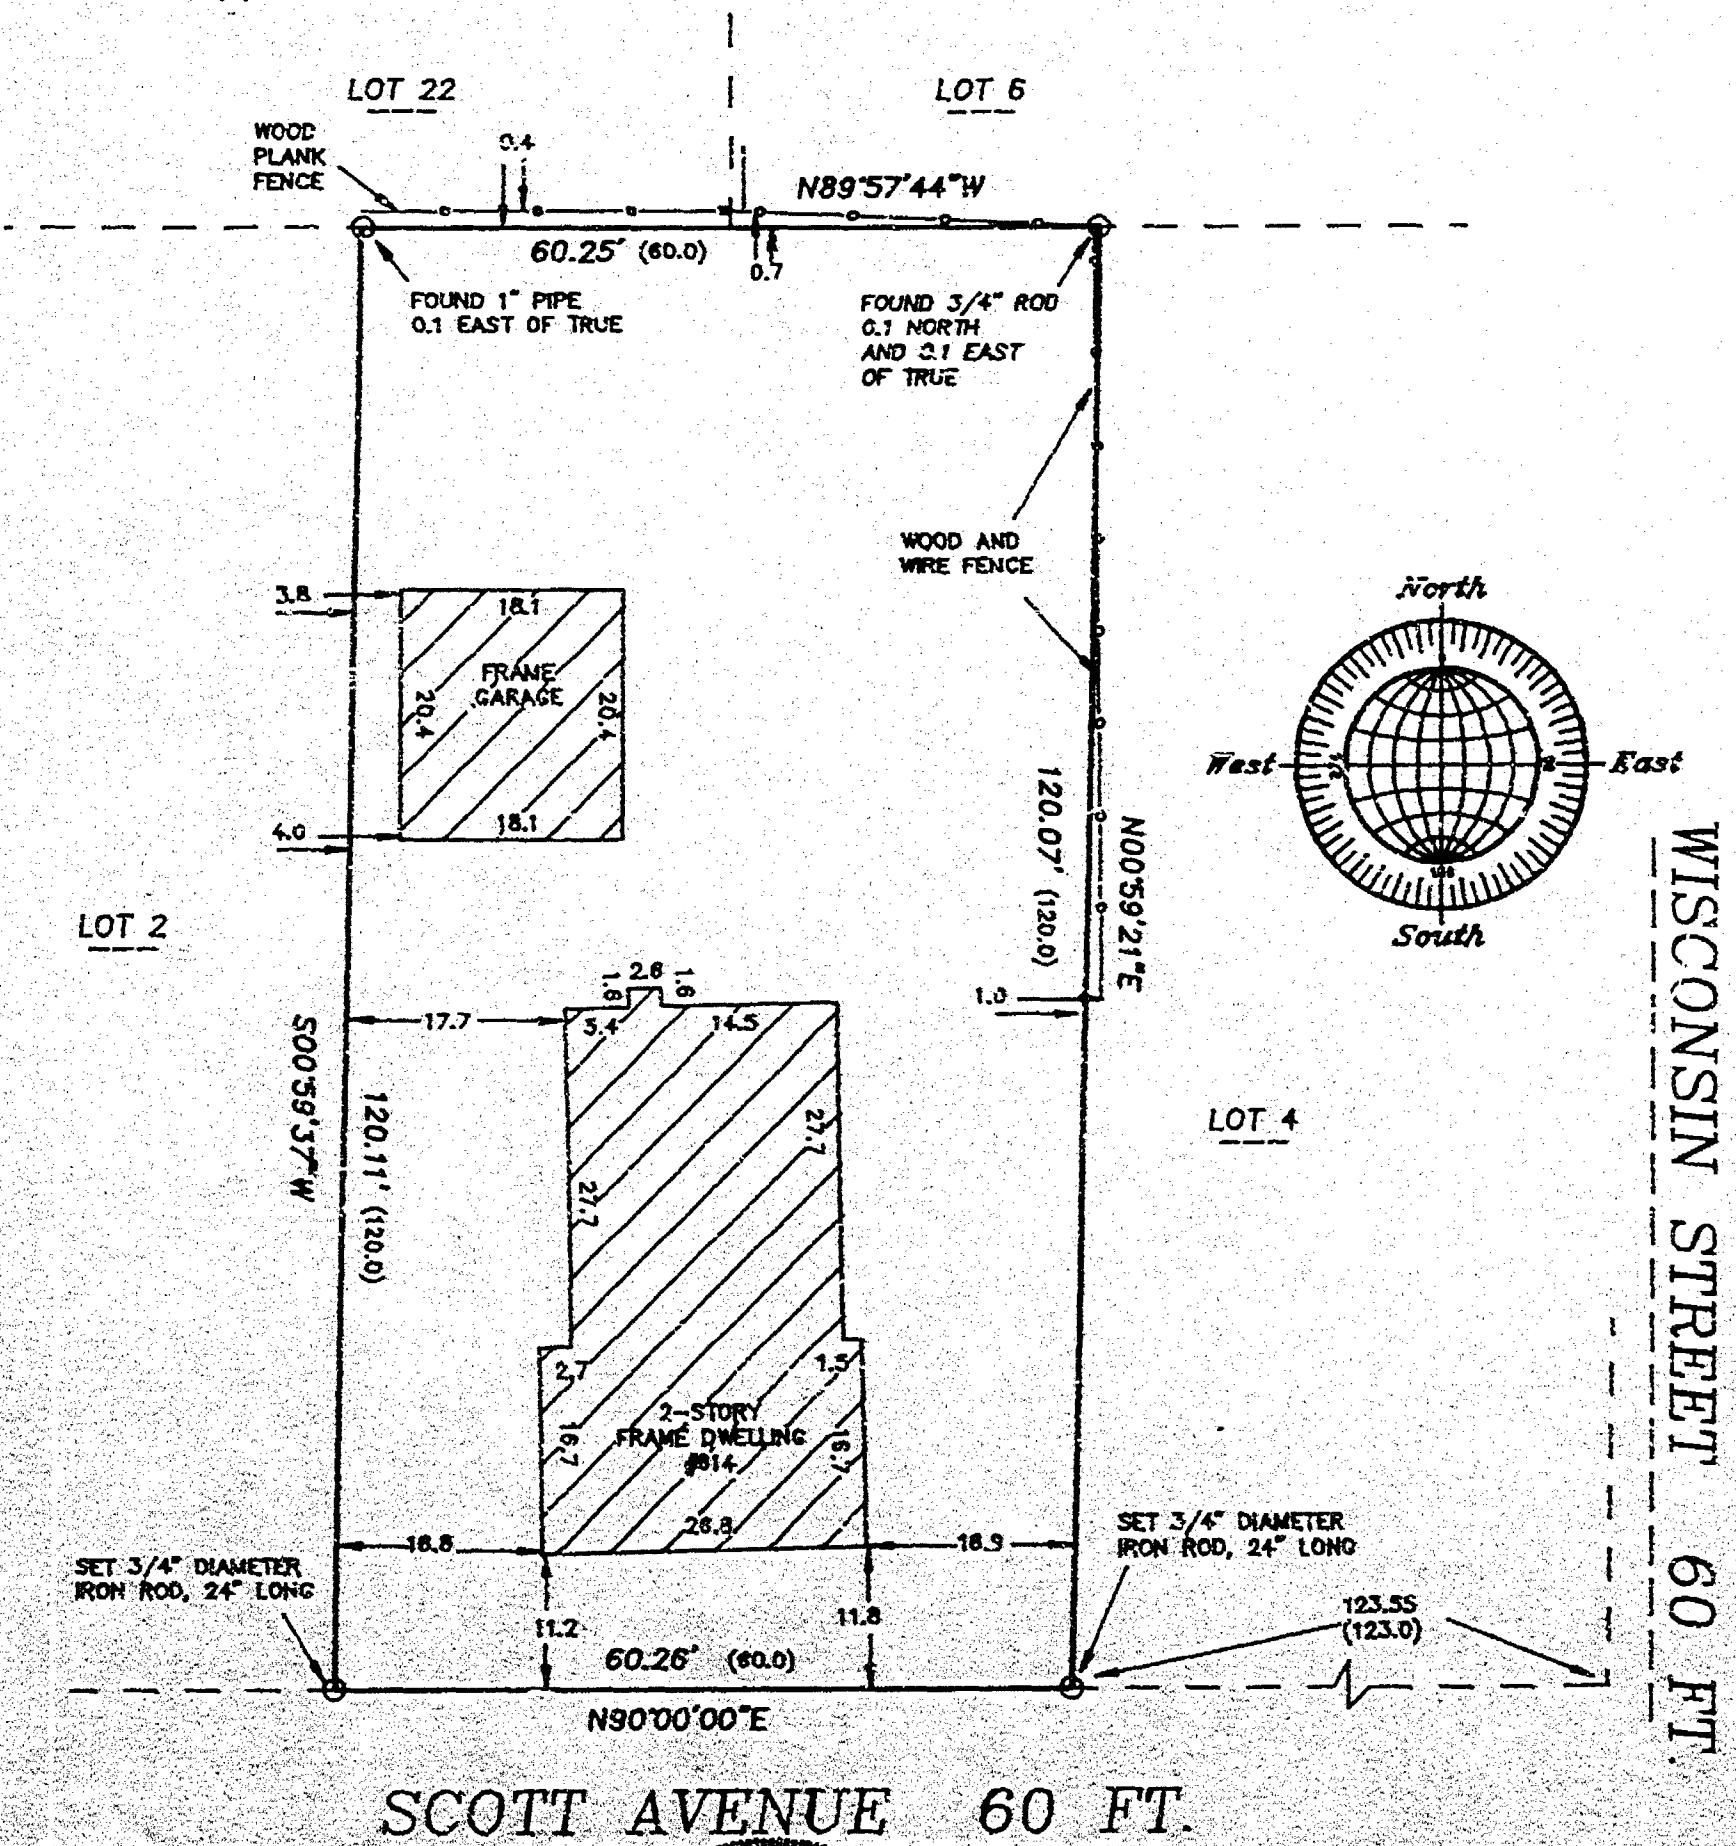 LOT 22
LOT 6
WOOD
PLANK
FENCE
0.4
N89°57'44"W
60.25' (60.0)
0.7
FOUND 1" PIPE
0.1 EAST OF TRUE
FOUND 3/4" ROD
0.1 NORTH
AND 0.1 EAST
OF TRUE
WOOD AND
WIRE FENCE
3.8
18.1
FRAME
GARAGE
20.4
20.4
18.1
4.0
North
West
East
South
120.07' (120.0)
N00°59'21"E
LOT 2
1.6
2.6
1.6
17.7
5.4
14.5
1.0
S00°59'37"W
120.11' (120.0)
27.7
27.7
LOT 4
WISCONSIN STREET 60 FT.
2.7
1.5
2-STORY
FRAME DWELLING
16.7
16.7
26.8
16.8
16.9
SET 3/4" DIAMETER
IRON ROD, 24" LONG
SET 3/4" DIAMETER
IRON ROD, 24" LONG
11.2
11.8
123.55
(123.0)
60.26' (60.0)
N90°00'00"E
SCOTT AVENUE 60 FT.